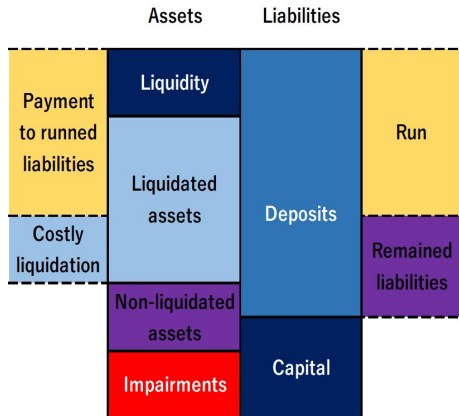 Assets
Liabilities
Payment
to runned
liabilities
Costly
liquidation
Liquidity
Liquidated
assets
Non-liquidated
assets
Impairments
Deposits
Capital
Run
Remained
liabilities